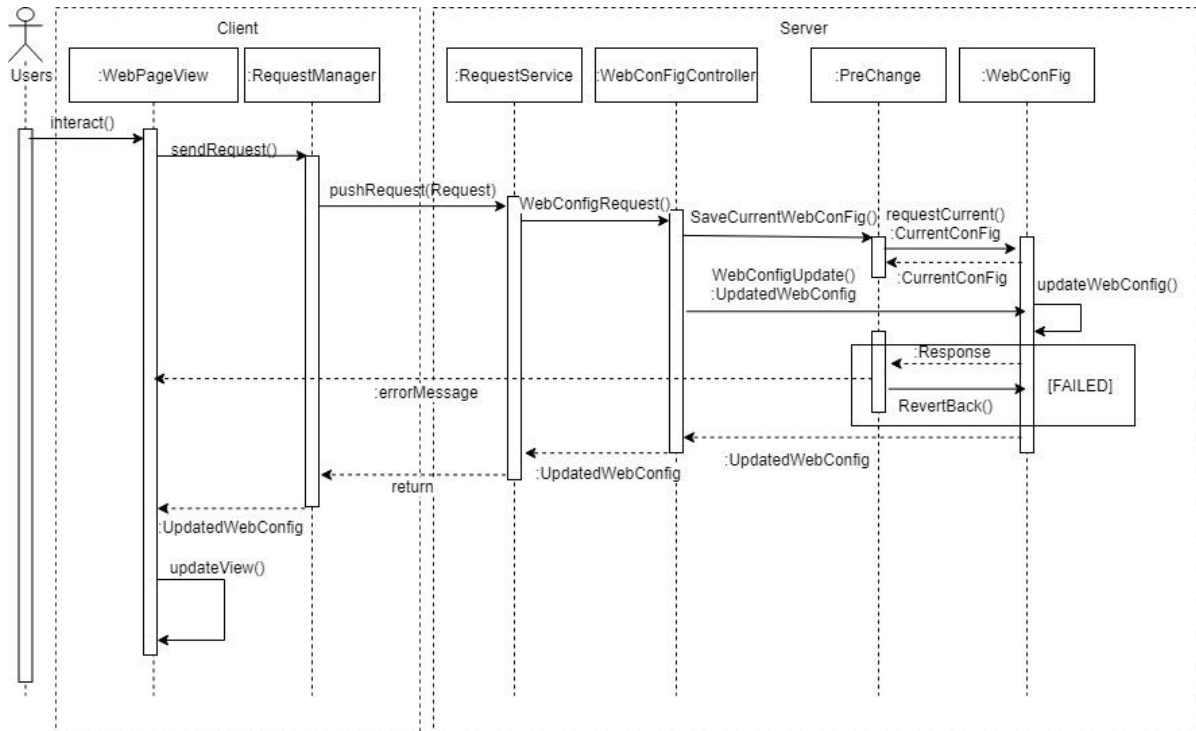 Client
Server
Users
:WebPageView
:RequestManager
:RequestService
:WebConFigController
:PreChange
:WebConFig
interact()
sendRequest()
pushRequest(Request)
WebConfigRequest()
SaveCurrentWebConFig()
requestCurrent()
:CurrentConFig
:CurrentConFig
WebConfigUpdate()
:UpdatedWebConfig
updateWebConfig()
:Response
:errorMessage
[FAILED]
RevertBack()
:UpdatedWebConfig
:UpdatedWebConfig
return
:UpdatedWebConfig
updateView()